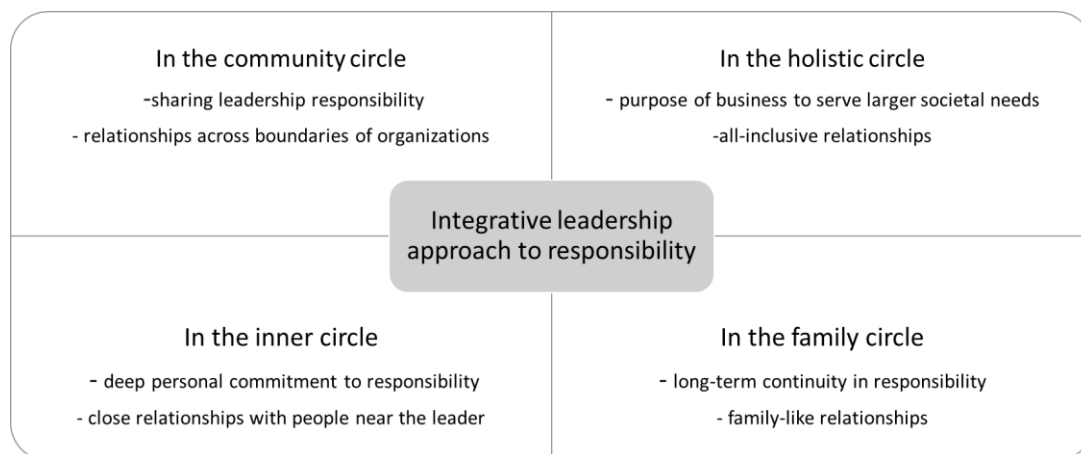 In the community circle
-sharing leadership responsibility
- relationships across boundaries of organizations
In the holistic circle
- purpose of business to serve larger societal needs
-all-inclusive relationships
Integrative leadership
approach to responsibility
In the inner circle
- deep personal commitment to responsibility
- close relationships with people near the leader
In the family circle
- long-term continuity in responsibility
- family-like relationships